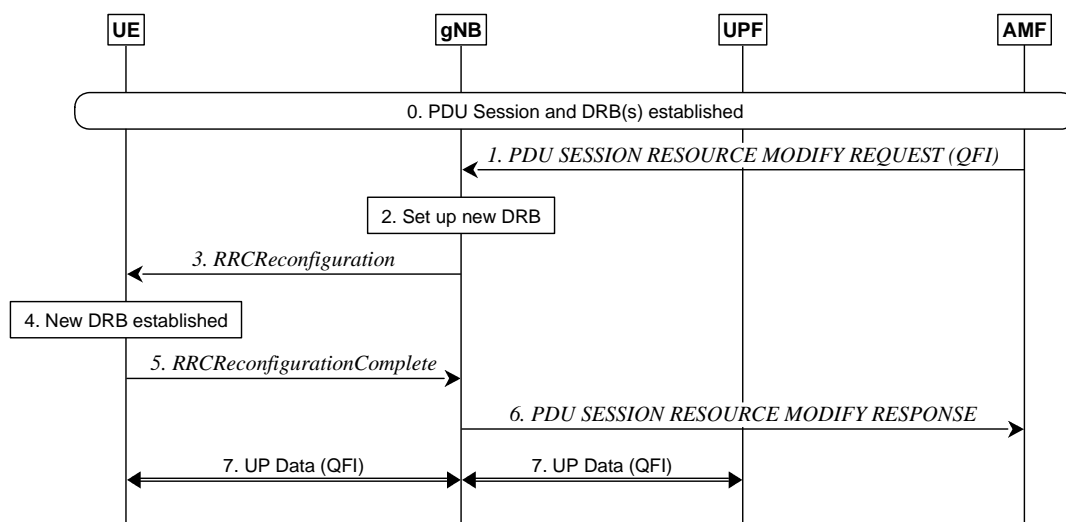 UE gNB UPF AMF
0. PDU Session and DRB(s) established
1. PDU SESSION RESOURCE MODIFY REQUEST (QFI)
2. Set up new DRB
3. RRCReconfiguration
4. New DRB established
5. RRCReconfigurationComplete
6. PDU SESSION RESOURCE MODIFY RESPONSE
7. UP Data (QFI) 7. UP Data (QFI)